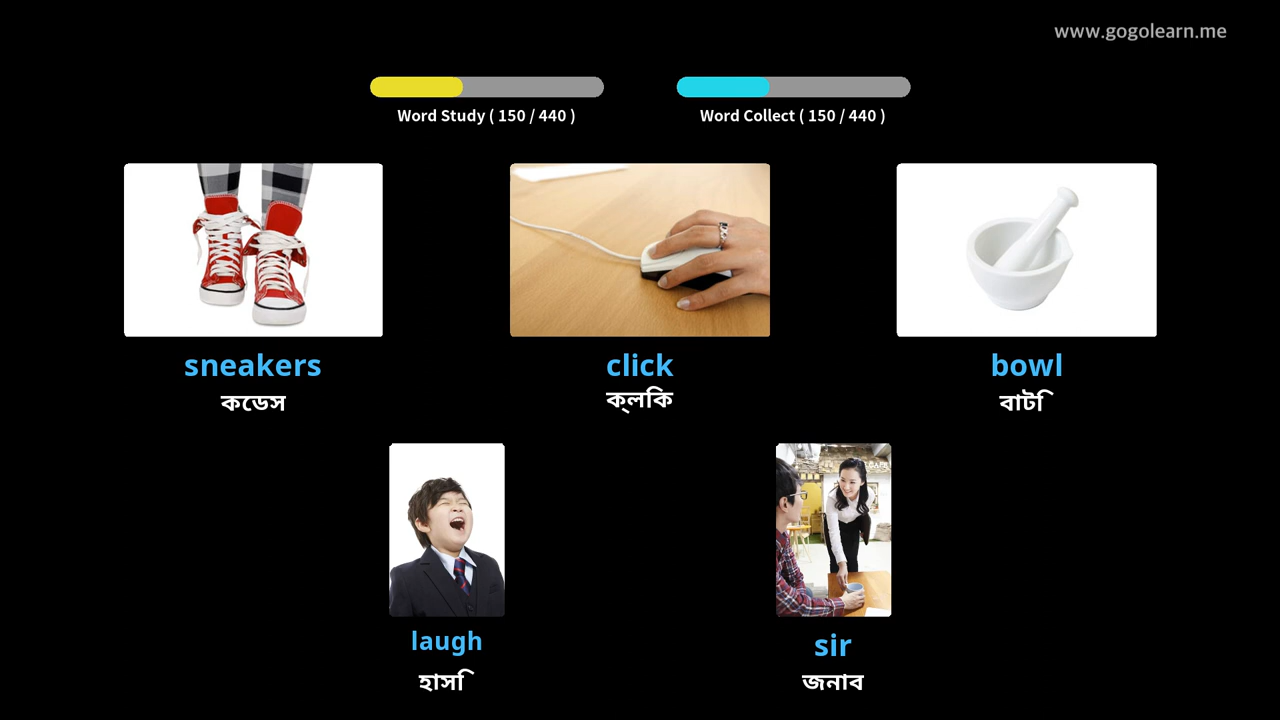 www.gogolearn.me
Word Study ( 150 / 440 )
Word Collect ( 150 / 440 )
sneakers
click
bowl
কডেস
ক্‌লকি
বাটি
laugh
sir
হাসি
জনাব